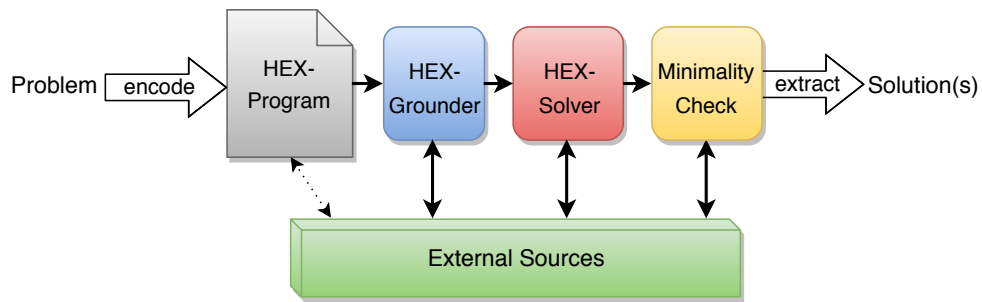 Problem
encode
HEX-
Program
HEX-
Grounder
HEX-
Solver
Minimality
Check
extract
Solution(s)
External Sources